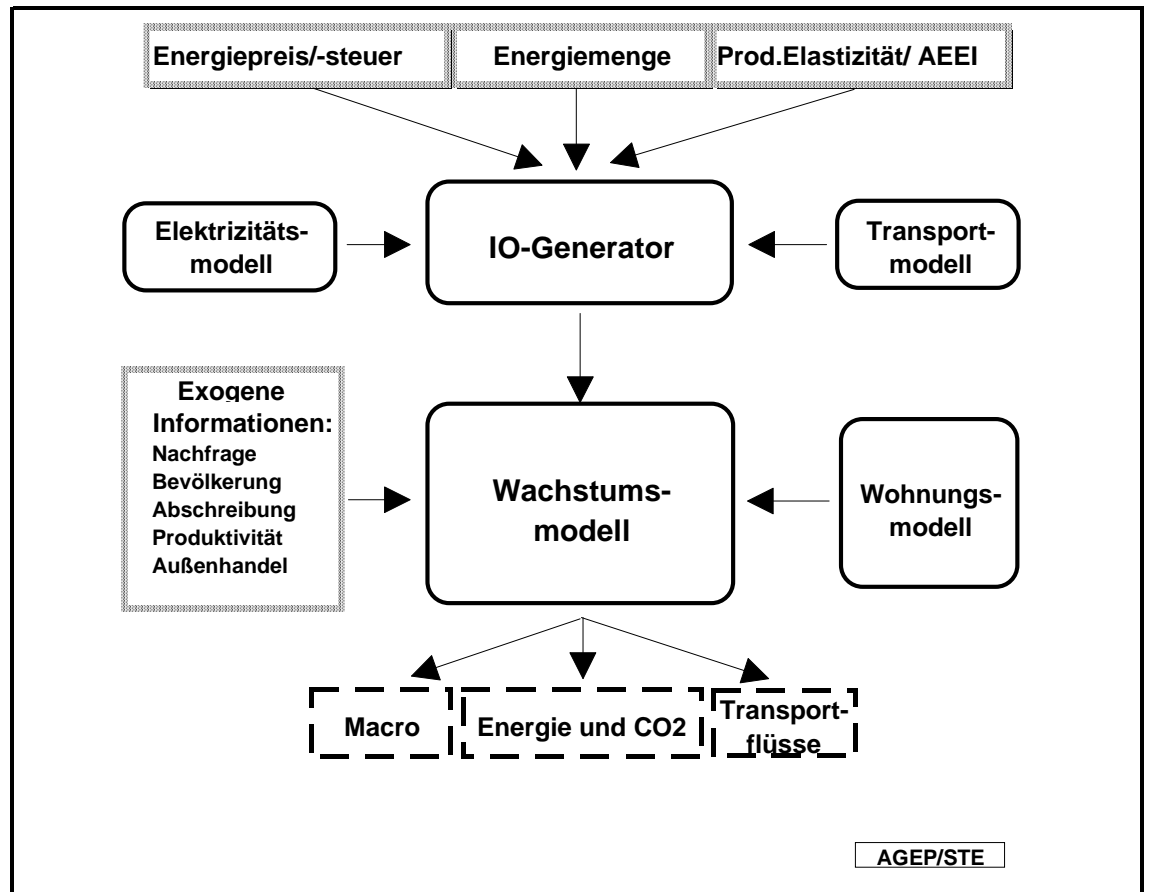 Energiepreis/-steuer
Energiemenge
Prod.Elastizität/ AEEI
Elektrizitäts-
modell
IO-Generator
Transport-
modell
Exogene
Informationen:
Nachfrage
Bevölkerung
Abschreibung
Produktivität
Außenhandel
Wachstums-
modell
Wohnungs-
modell
Macro
Energie und CO2
Transport-
flüsse
AGEP/STE